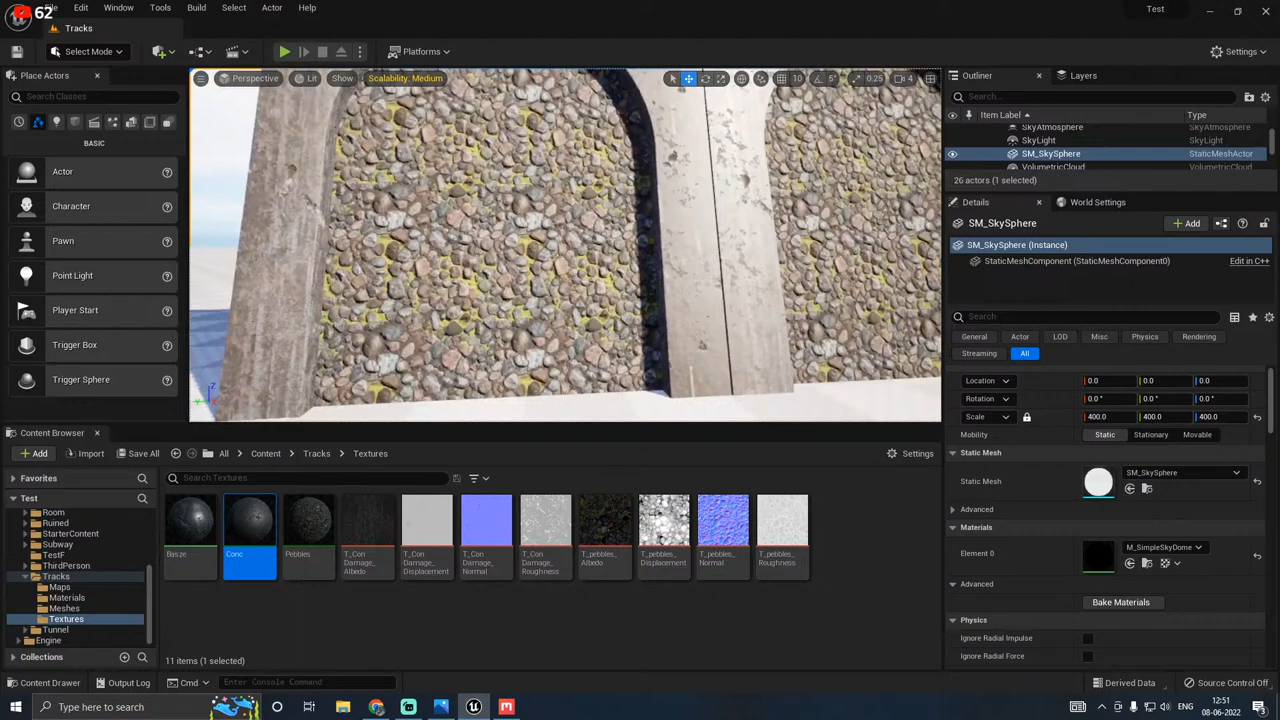 62
Edit
Window
Tools
Build
Select
Actor
Help
Test
Tracks
Select Mode
Platforms
Settings
Place Actors
Perspective
Lit
Show
Scalability: Medium
10
5°
0.25
4
Outliner
Layers
Search Classes
Search...
Item Label
Type
SkyAtmosphere
SkyAtmosphere
SkyLight
SkyLight
SM_SkySphere
StaticMeshActor
VolumetricCloud
VolumetricCloud
26 actors (1 selected)
BASIC
Actor
Character
Pawn
Point Light
Player Start
Trigger Box
Trigger Sphere
Details
World Settings
SM_SkySphere
Add
SM_SkySphere (Instance)
StaticMeshComponent (StaticMeshComponent0)
Edit in C++
Search
General
Actor
LOD
Misc
Physics
Rendering
Streaming
All
Location
0.0
0.0
0.0
Rotation
0.0 °
0.0 °
0.0 °
Scale
400.0
400.0
400.0
Mobility
Static
Stationary
Movable
Static Mesh
Static Mesh
SM_SkySphere
Advanced
Materials
Element 0
M_SimpleSkyDome
Advanced
Bake Materials
Physics
Ignore Radial Impulse
Ignore Radial Force
Z
Y
Content Browser
Add
Import
Save All
All
Content
Tracks
Textures
Settings
Favorites
Search Textures
Test
Room
Ruined
StarterContent
Subway
TestF
ThirdPerson
Tracks
Maps
Materials
Meshes
Textures
Tunnel
Engine
Collections
Basze
Conc
Pebbles
T_Con
Damage_
Albedo
T_Con
Damage_
Displacement
T_Con
Damage_
Normal
T_Con
Damage_
Roughness
T_pebbles_
Albedo
T_pebbles_
Displacement
T_pebbles_
Normal
T_pebbles_
Roughness
11 items (1 selected)
Content Drawer
Output Log
Cmd
Enter Console Command
Derived Data
Source Control Off
Type here to search
ENG
12:51
08-06-2022